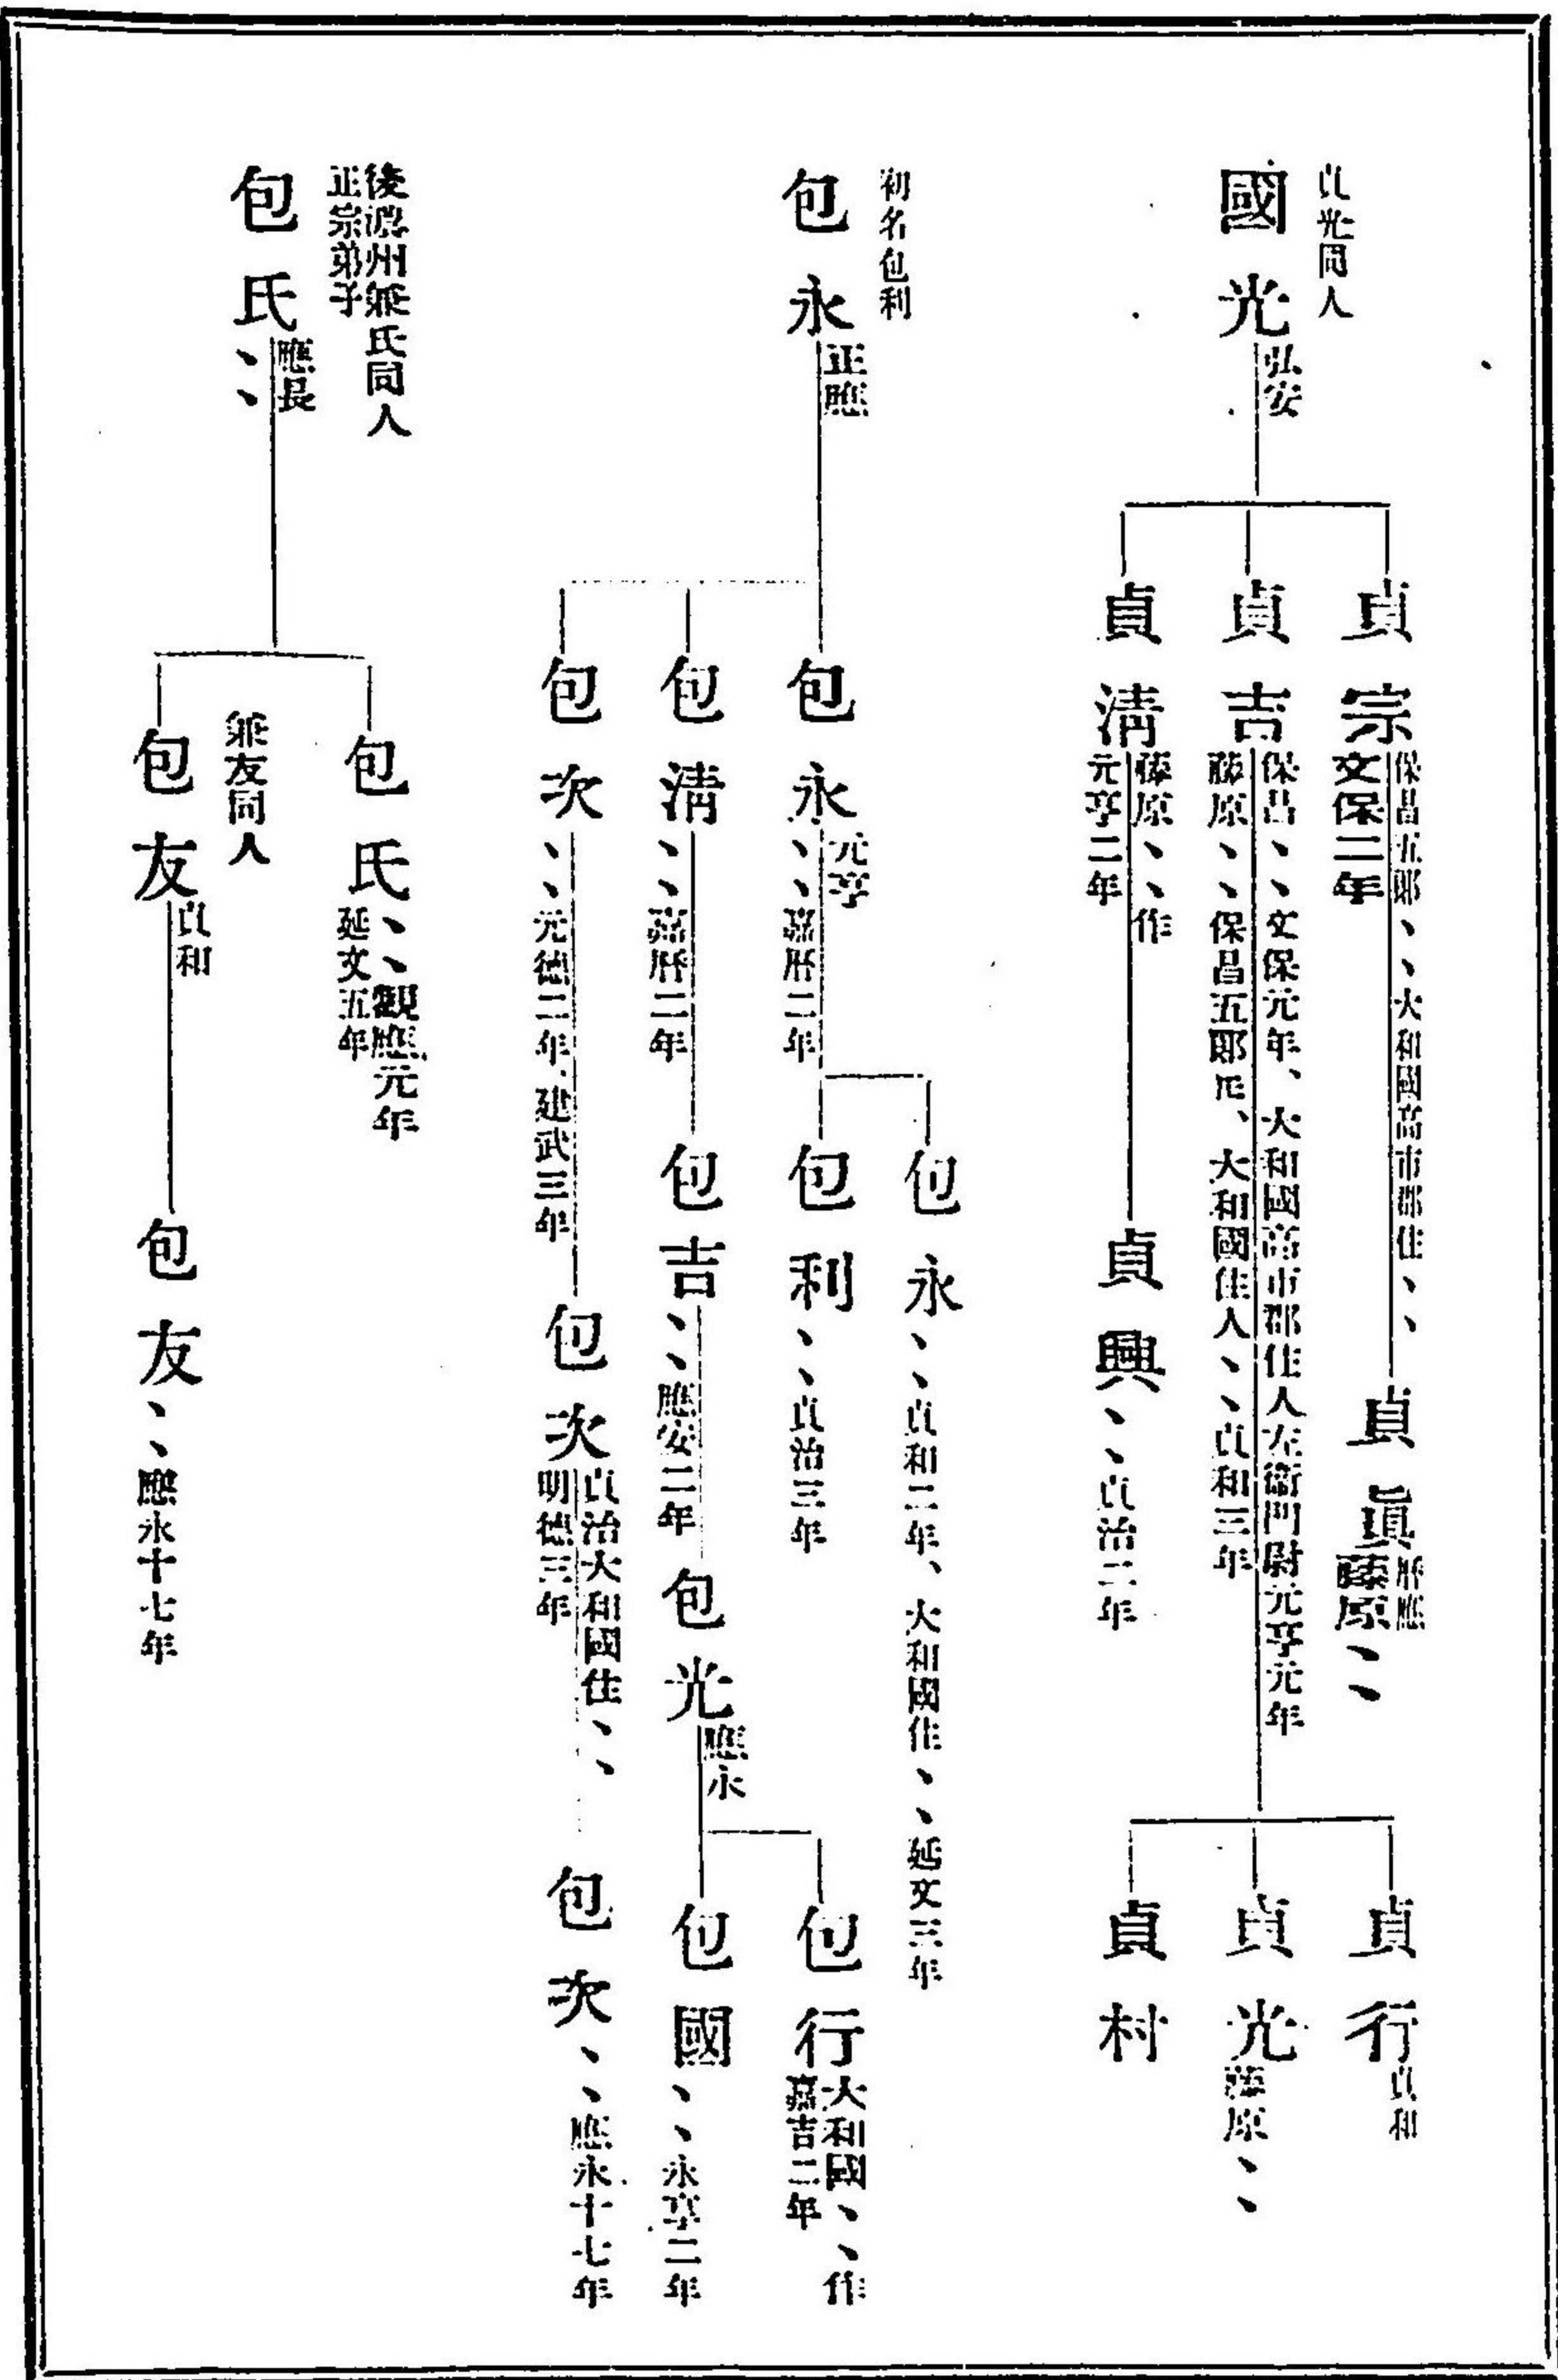 貞光同人
國光
弘安
貞宗
保昌五郎、、大和國高市郡住、、
文保二年
貞眞
曆應
藤原、、
貞吉
保昌、、文保元年、大和國高市郡住人左衞門尉元亨元年
藤原、、保昌五郎
大和國住人、、貞和三年
貞行
貞和
貞光
藤原、、
貞村
貞淸
藤原、、作
元亨二年
貞興、、貞治二年
初名包利
包永
正應
包永、、
元亨
嘉曆二年
包永、、貞和二年、大和國住、、延文三年
包利、、貞治三年
包淸、、嘉曆二年
包吉、、應安二年
包光
應永
包行
大和國、、作
嘉吉二年
包國、、永享二年
包次、、元德二年、建武三年
包次
貞治大和國住、、
明德三年
包次、、應永十七年
後濃州兼氏同人
正宗弟子
包氏、、
應長
包氏、、觀應元年
延文五年
兼友同人
包友
貞和
包友、、應永十七年